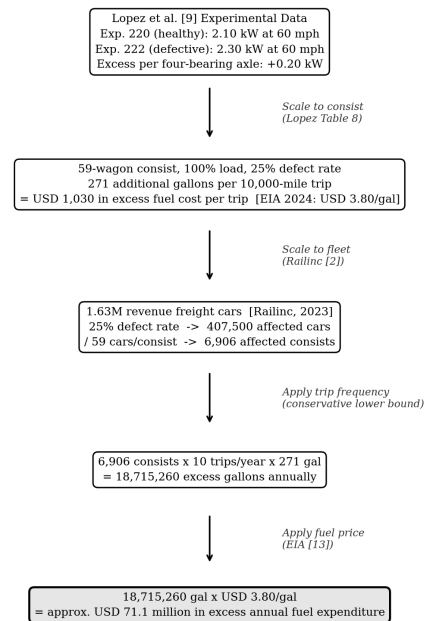 Lopez et al. [9] Experimental Data
Exp. 220 (healthy): 2.10 kW at 60 mph
Exp. 222 (defective): 2.30 kW at 60 mph
Excess per four-bearing axle: +0.20 kW
Scale to consist
(Lopez Table 8)
59-wagon consist, 100% load, 25% defect rate
271 additional gallons per 10,000-mile trip
= USD 1,030 in excess fuel cost per trip  [EIA 2024: USD 3.80/gal]
Scale to fleet
(Railinc [2])
1.63M revenue freight cars  [Railinc, 2023]
25% defect rate  ->  407,500 affected cars
/ 59 cars/consist  ->  6,906 affected consists
Apply trip frequency
(conservative lower bound)
6,906 consists x 10 trips/year x 271 gal
= 18,715,260 excess gallons annually
Apply fuel price
(EIA [13])
18,715,260 gal x USD 3.80/gal
= approx. USD 71.1 million in excess annual fuel expenditure